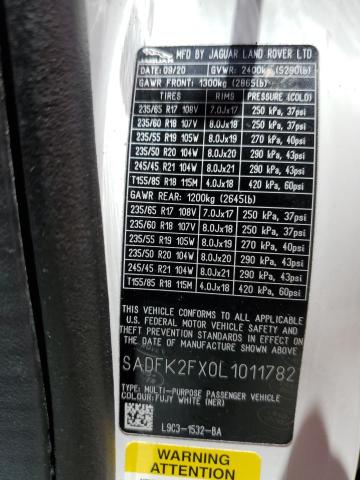 JAGUAR MFD BY JAGUAR LAND ROVER LTD
DATE: 09/20 GVWR: 2400kg (5290lb)
GAWR FRONT: 1300kg (2865lb)
TIRES RIMS PRESSURE (COLD)
235/65 R17 108V 7.0Jx17 250 kPa, 37psi
235/60 R18 107V 8.0Jx18 250 kPa, 37psi
235/55 R19 105W 8.0Jx19 270 kPa, 40psi
235/50 R20 104W 8.0Jx20 290 kPa, 43psi
245/45 R21 104W 8.0Jx21 290 kPa, 43psi
T155/85 R18 115M 4.0Jx18 420 kPa, 60psi
GAWR REAR: 1200kg (2645lb)
235/65 R17 108V 7.0Jx17 250 kPa, 37psi
235/60 R18 107V 8.0Jx18 250 kPa, 37psi
235/55 R19 105W 8.0Jx19 270 kPa, 40psi
235/50 R20 104W 8.0Jx20 290 kPa, 43psi
245/45 R21 104W 8.0Jx21 290 kPa, 43psi
T155/85 R18 115M 4.0Jx18 420 kPa, 60psi
THIS VEHICLE CONFORMS TO ALL APPLICABLE
U.S. FEDERAL MOTOR VEHICLE SAFETY, BUMPER AND
THEFT PREVENTION STANDARDS IN EFFECT ON THE
DATE OF MANUFACTURE SHOWN ABOVE.
SADFK2FX0L1011782
TYPE: MULTI-PURPOSE PASSENGER VEHICLE
COLOUR: FUJY WHITE (NER)
L9C3-1532-BA
WARNING
ATTENTION